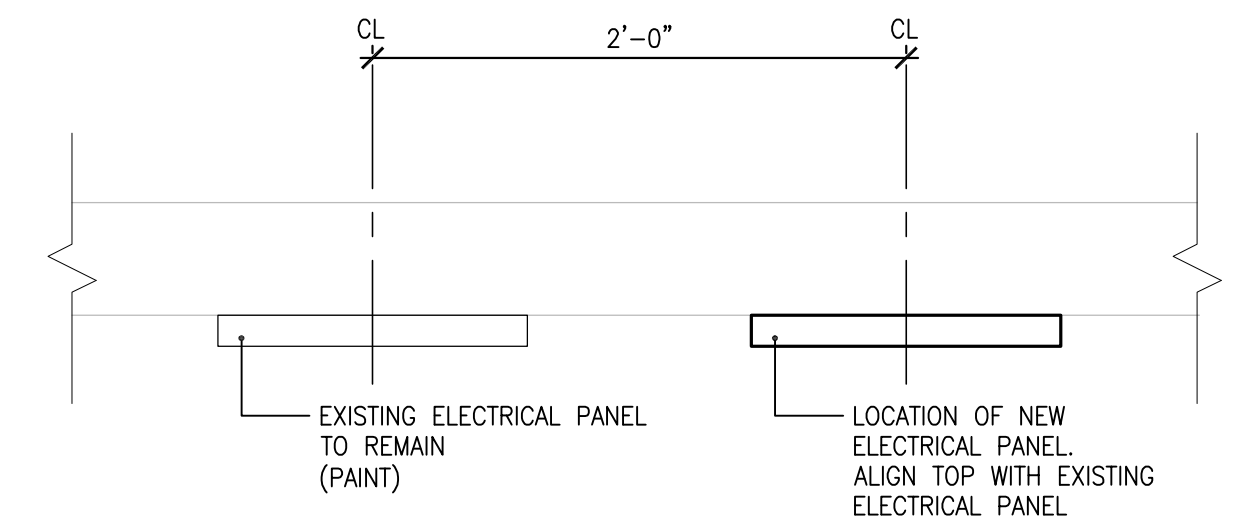 CL
2'-0"
CL
EXISTING ELECTRICAL PANEL
TO REMAIN
(PAINT)
LOCATION OF NEW
ELECTRICAL PANEL.
ALIGN TOP WITH EXISTING
ELECTRICAL PANEL